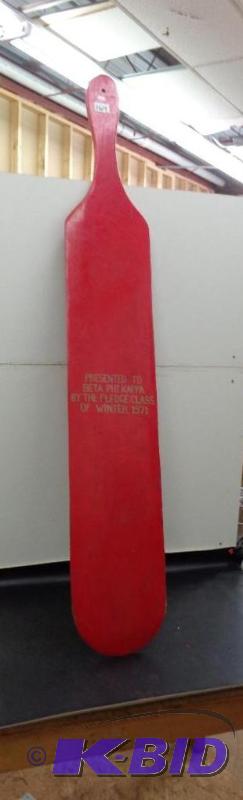 PRESENTED TO
BETA PHI KAPPA
BY THE PLEDGE CLASS
OF WINTER, 1971
© K-BID